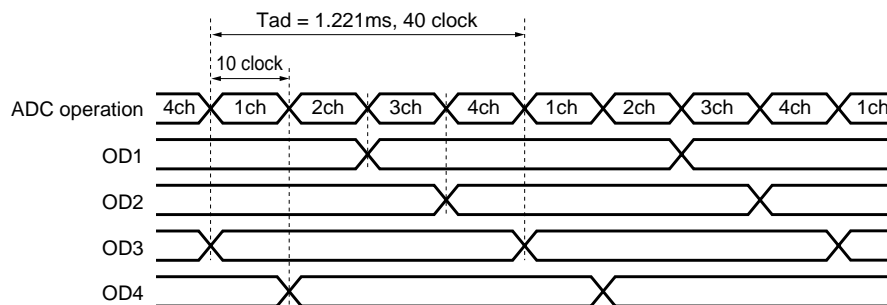 Tad = 1.221ms, 40 clock
10 clock
ADC operation 4ch 1ch 2ch 3ch 4ch 1ch 2ch 3ch 4ch 1ch
OD1
OD2
OD3
OD4